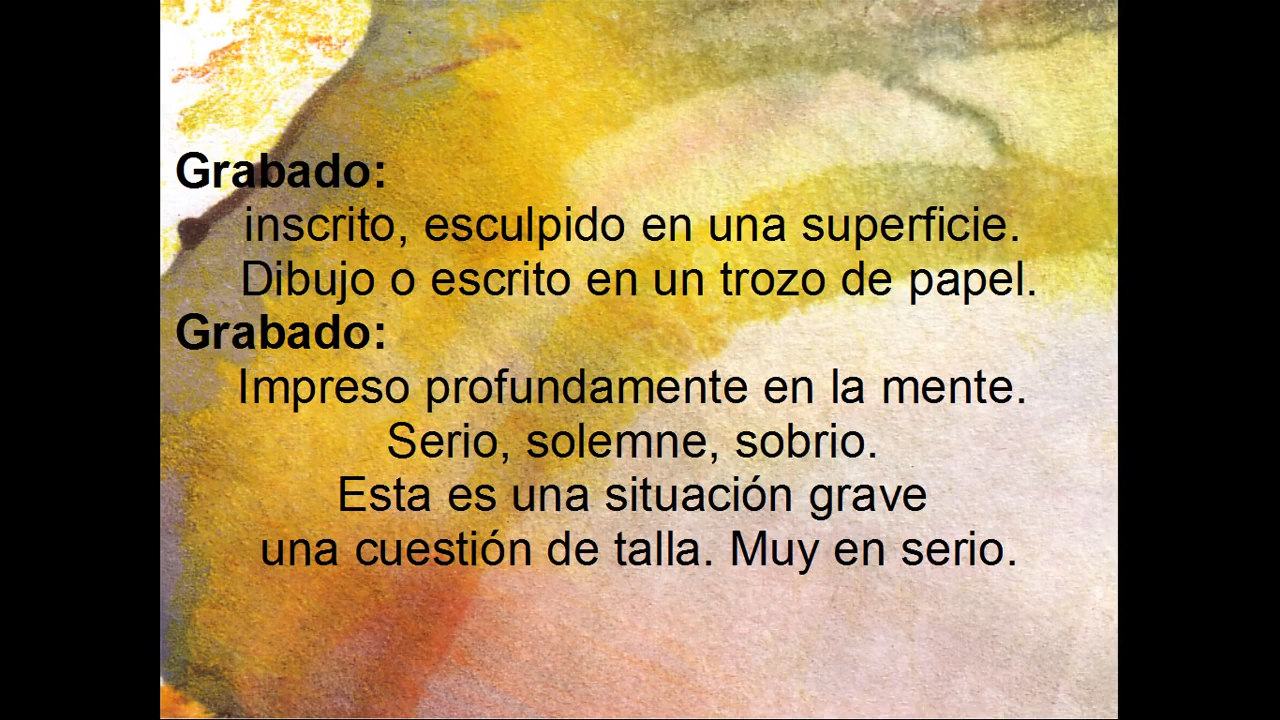 Grabado:
inscrito, esculpido en una superficie.
Dibujo o escrito en un trozo de papel.
Grabado:
Impreso profundamente en la mente.
Serio, solemne, sobrio.
Esta es una situación grave
una cuestión de talla. Muy en serio.